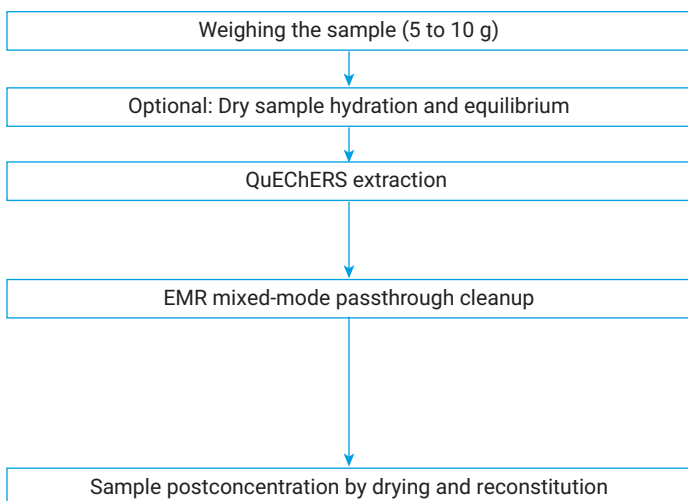 Weighing the sample (5 to 10 g)
Optional: Dry sample hydration and equilibrium
QuEChERS extraction
EMR mixed-mode passthrough cleanup
Sample postconcentration by drying and reconstitution